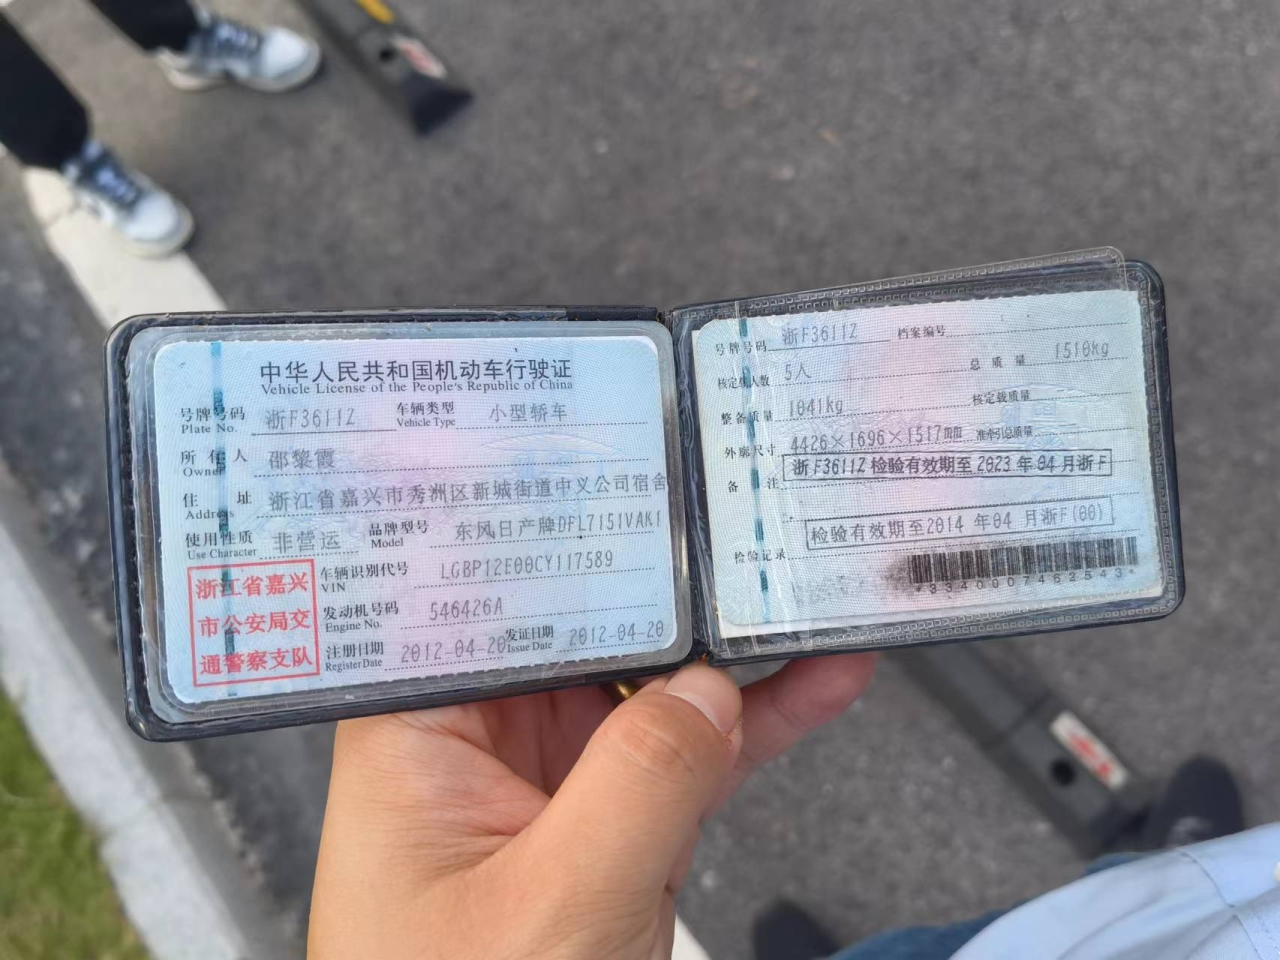 中华人民共和国机动车行驶证
Vehicle License of the People's Republic of China
号牌号码 浙F3611Z 车辆类型 小型轿车
Plate No. Vehicle Type
所有人 邵黎霞
Owner
住址 浙江省嘉兴市秀洲区新城街道中义公司宿舍
Address
使用性质 非营运 品牌型号 东风日产牌DFL7151VAK1
Use Character Model
浙江省嘉兴
市公安局交
通警察支队
车辆识别代号 LGBP12E00CY117589
VIN
发动机号码 546426A
Engine No.
注册日期 2012-04-20 发证日期 2012-04-20
Register Date Issue Date
号牌号码 浙F3611Z 档案编号
核定载人数 5人 总质量 1510kg
整备质量 1041kg 核定载质量
外廓尺寸 4426×1696×1517mm 准牵引总质量
备注 浙F3611Z 检验有效期至2023年04月浙F
检验有效期至2014年04月浙F(00)
检验记录
*3340007462543*